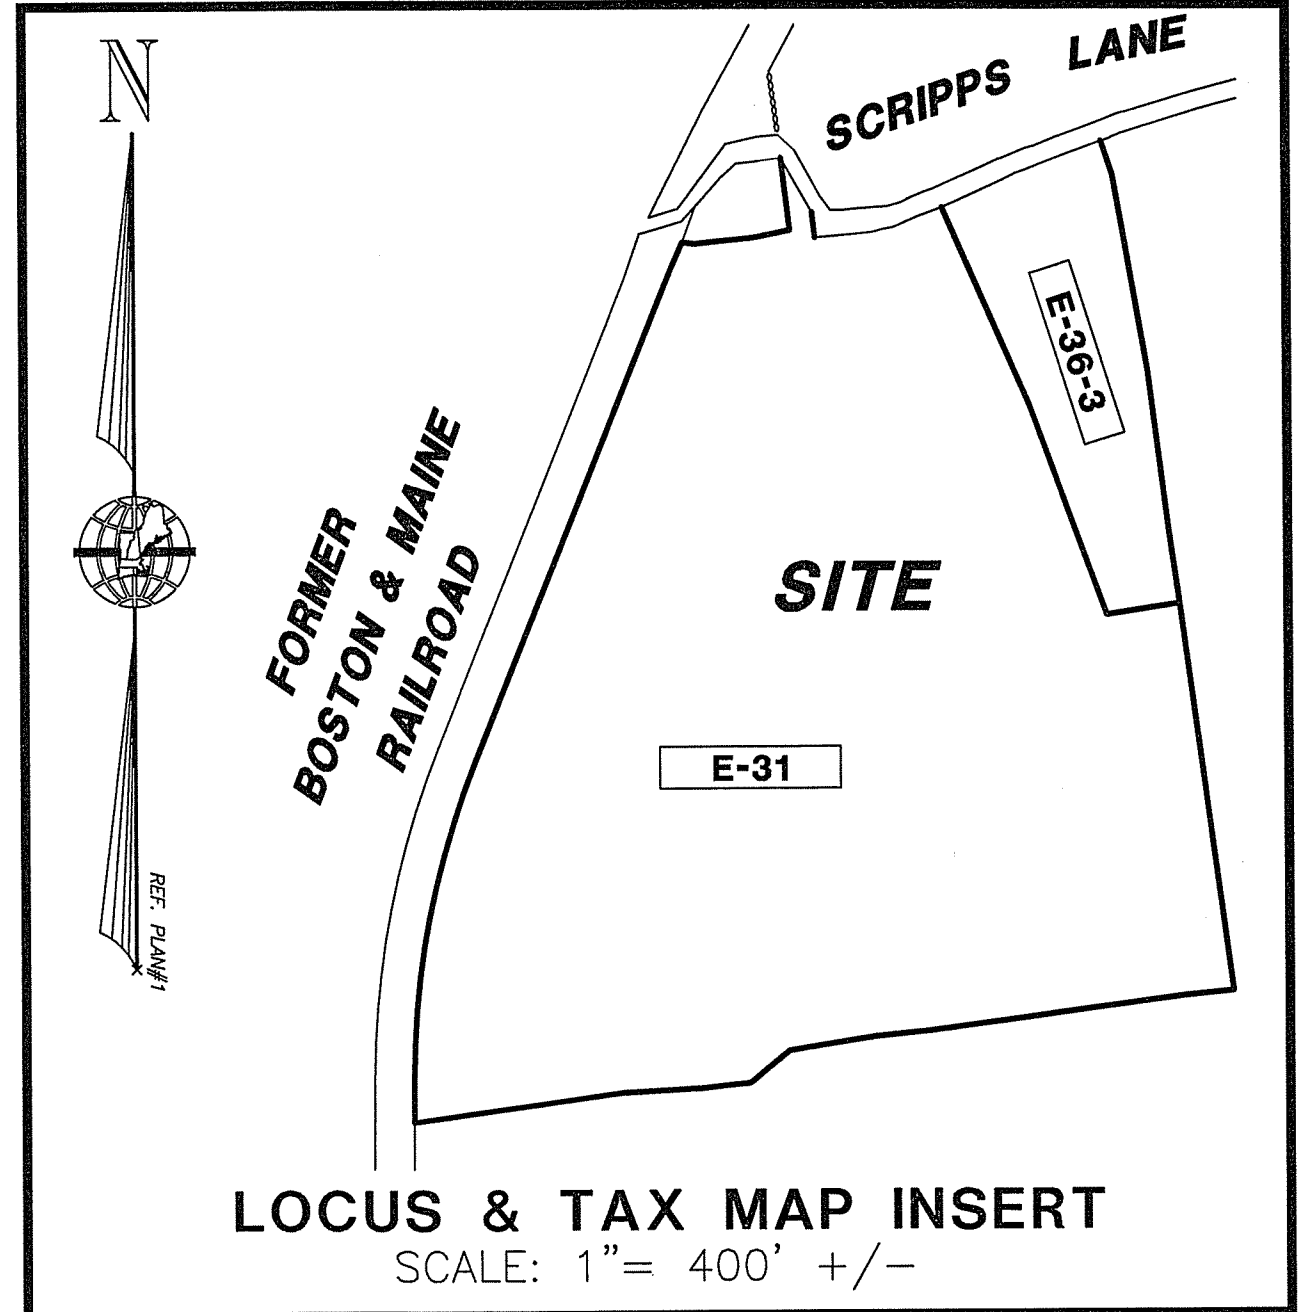 N
SCRIPPS LANE
E-36-3
FORMER
BOSTON & MAINE
RAILROAD
SITE
E-31
REF. PLAN#1
LOCUS & TAX MAP INSERT
SCALE: 1"= 400' +/-